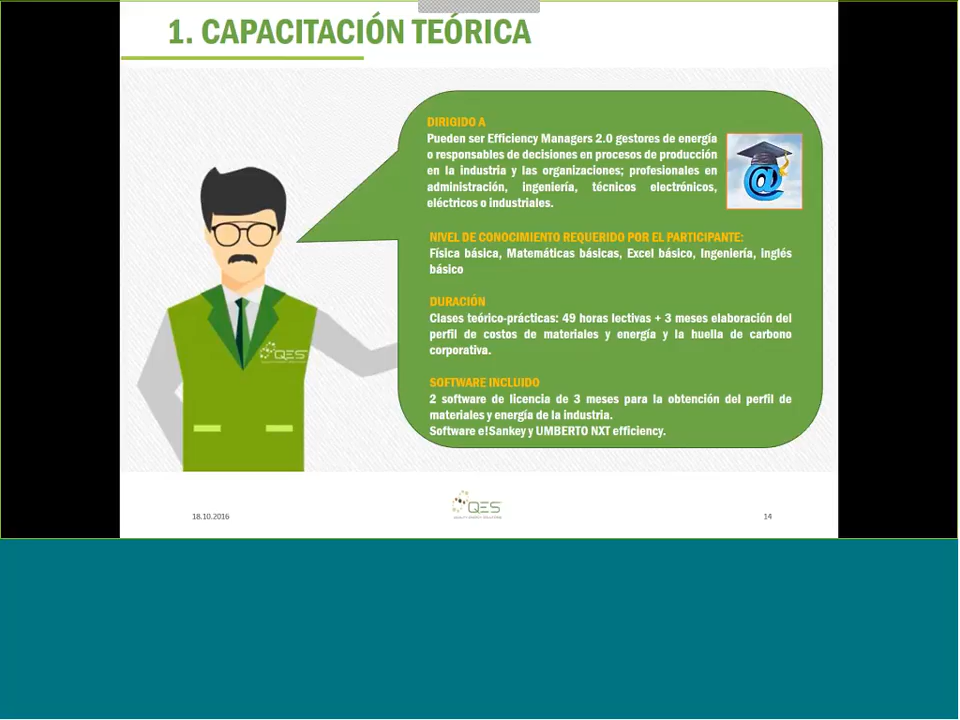 1. CAPACITACIÓN TEÓRICA
DIRIGIDO A
Pueden ser Efficiency Managers 2.0 gestores de energía
o responsables de decisiones en procesos de producción
en la industria y las organizaciones; profesionales en
administración, ingeniería, técnicos electrónicos,
eléctricos o industriales.
NIVEL DE CONOCIMIENTO REQUERIDO POR EL PARTICIPANTE:
Física básica, Matemáticas básicas, Excel básico, Ingeniería, inglés
básico
DURACIÓN
Clases teórico-prácticas: 49 horas lectivas + 3 meses elaboración del
perfil de costos de materiales y energía y la huella de carbono
corporativa.
SOFTWARE INCLUIDO
2 software de licencia de 3 meses para la obtención del perfil de
materiales y energía de la industria.
Software e!Sankey y UMBERTO NXT efficiency.
QES
18.10.2016
QES
14